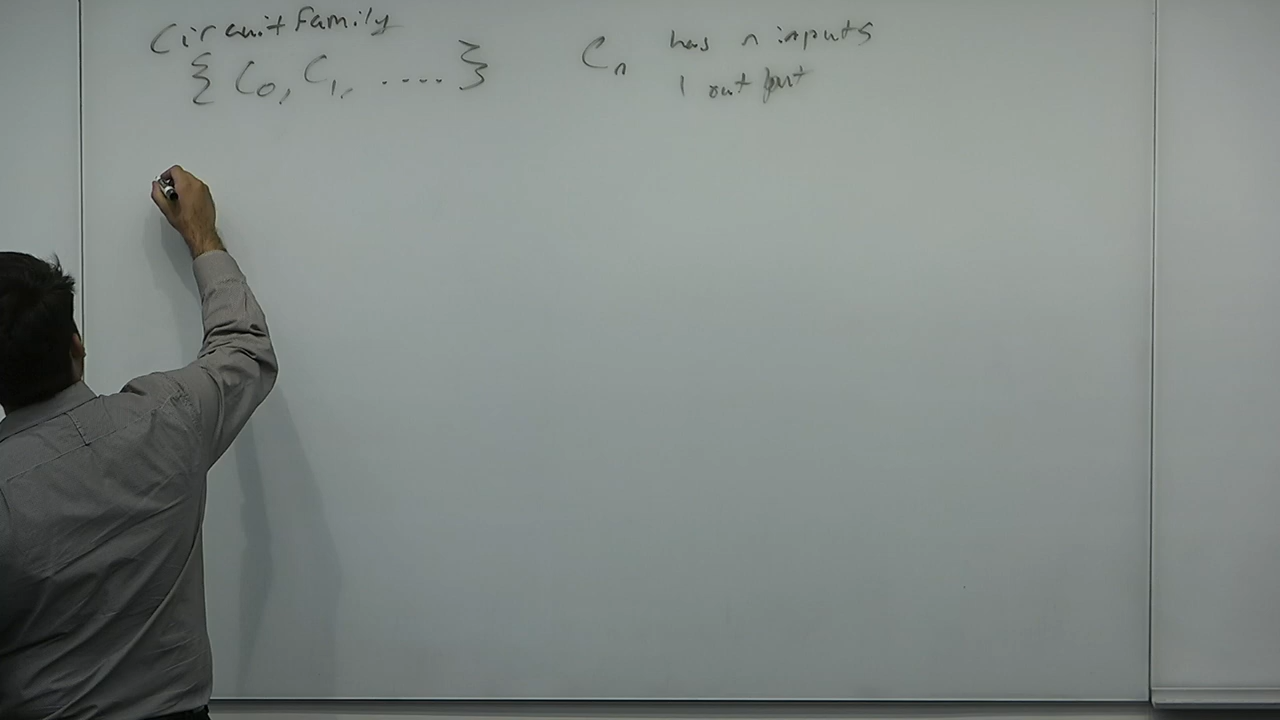 Circuit Family
{ C₀, C₁, .... }
Cₙ has n inputs
1 output